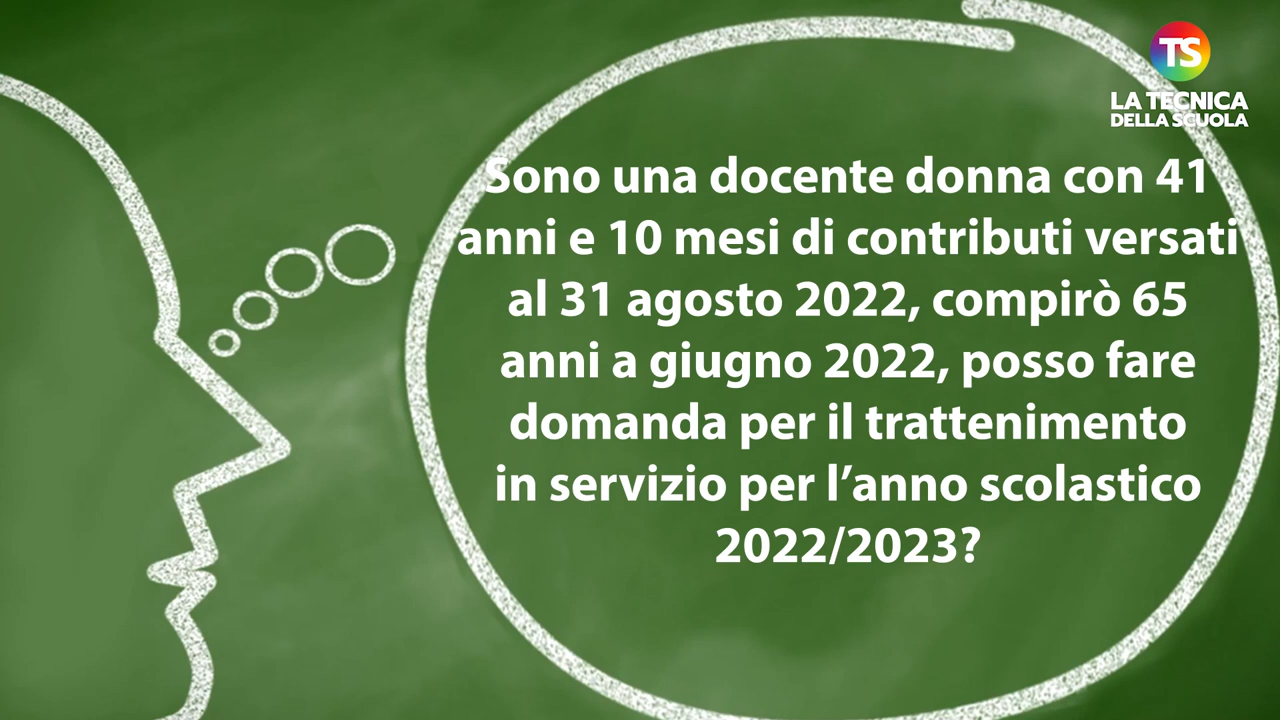 TS
LA TECNICA
DELLA SCUOLA
Sono una docente donna con 41
anni e 10 mesi di contributi versati
al 31 agosto 2022, compirò 65
anni a giugno 2022, posso fare
domanda per il trattenimento
in servizio per l’anno scolastico
2022/2023?